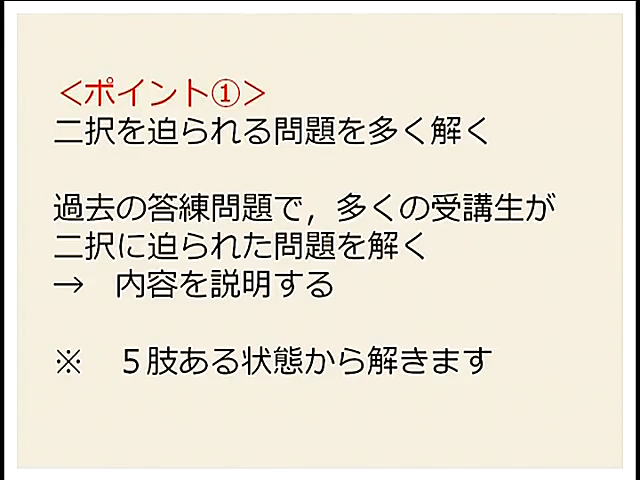 ＜ポイント①＞
二択を迫られる問題を多く解く
過去の答練問題で，多くの受講生が
二択に迫られた問題を解く
→　内容を説明する
※　５肢ある状態から解きます